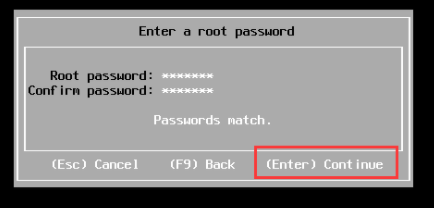 Enter a root password
Root password: *******
Confirm password: *******
Passwords match.
(Esc) Cancel (F9) Back (Enter) Continue